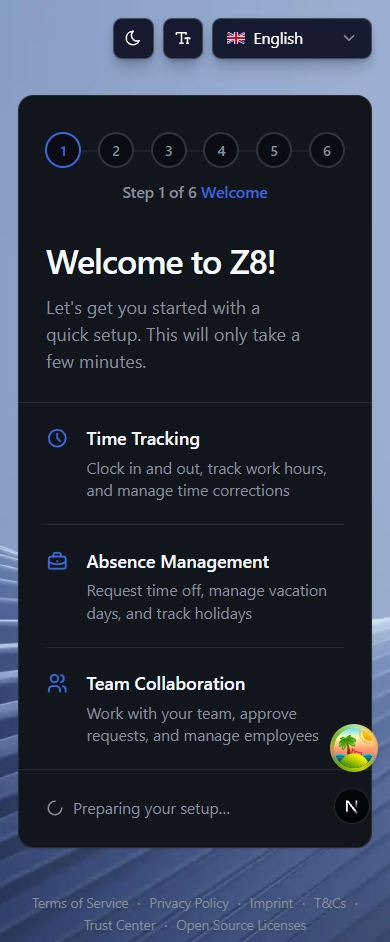 English
1 2 3 4 5 6
Step 1 of 6 Welcome
Welcome to Z8!
Let's get you started with a
quick setup. This will only take a
few minutes.
Time Tracking
Clock in and out, track work hours,
and manage time corrections
Absence Management
Request time off, manage vacation
days, and track holidays
Team Collaboration
Work with your team, approve
requests, and manage employees
Preparing your setup...
N
Terms of Service · Privacy Policy · Imprint · T&Cs ·
Trust Center · Open Source Licenses